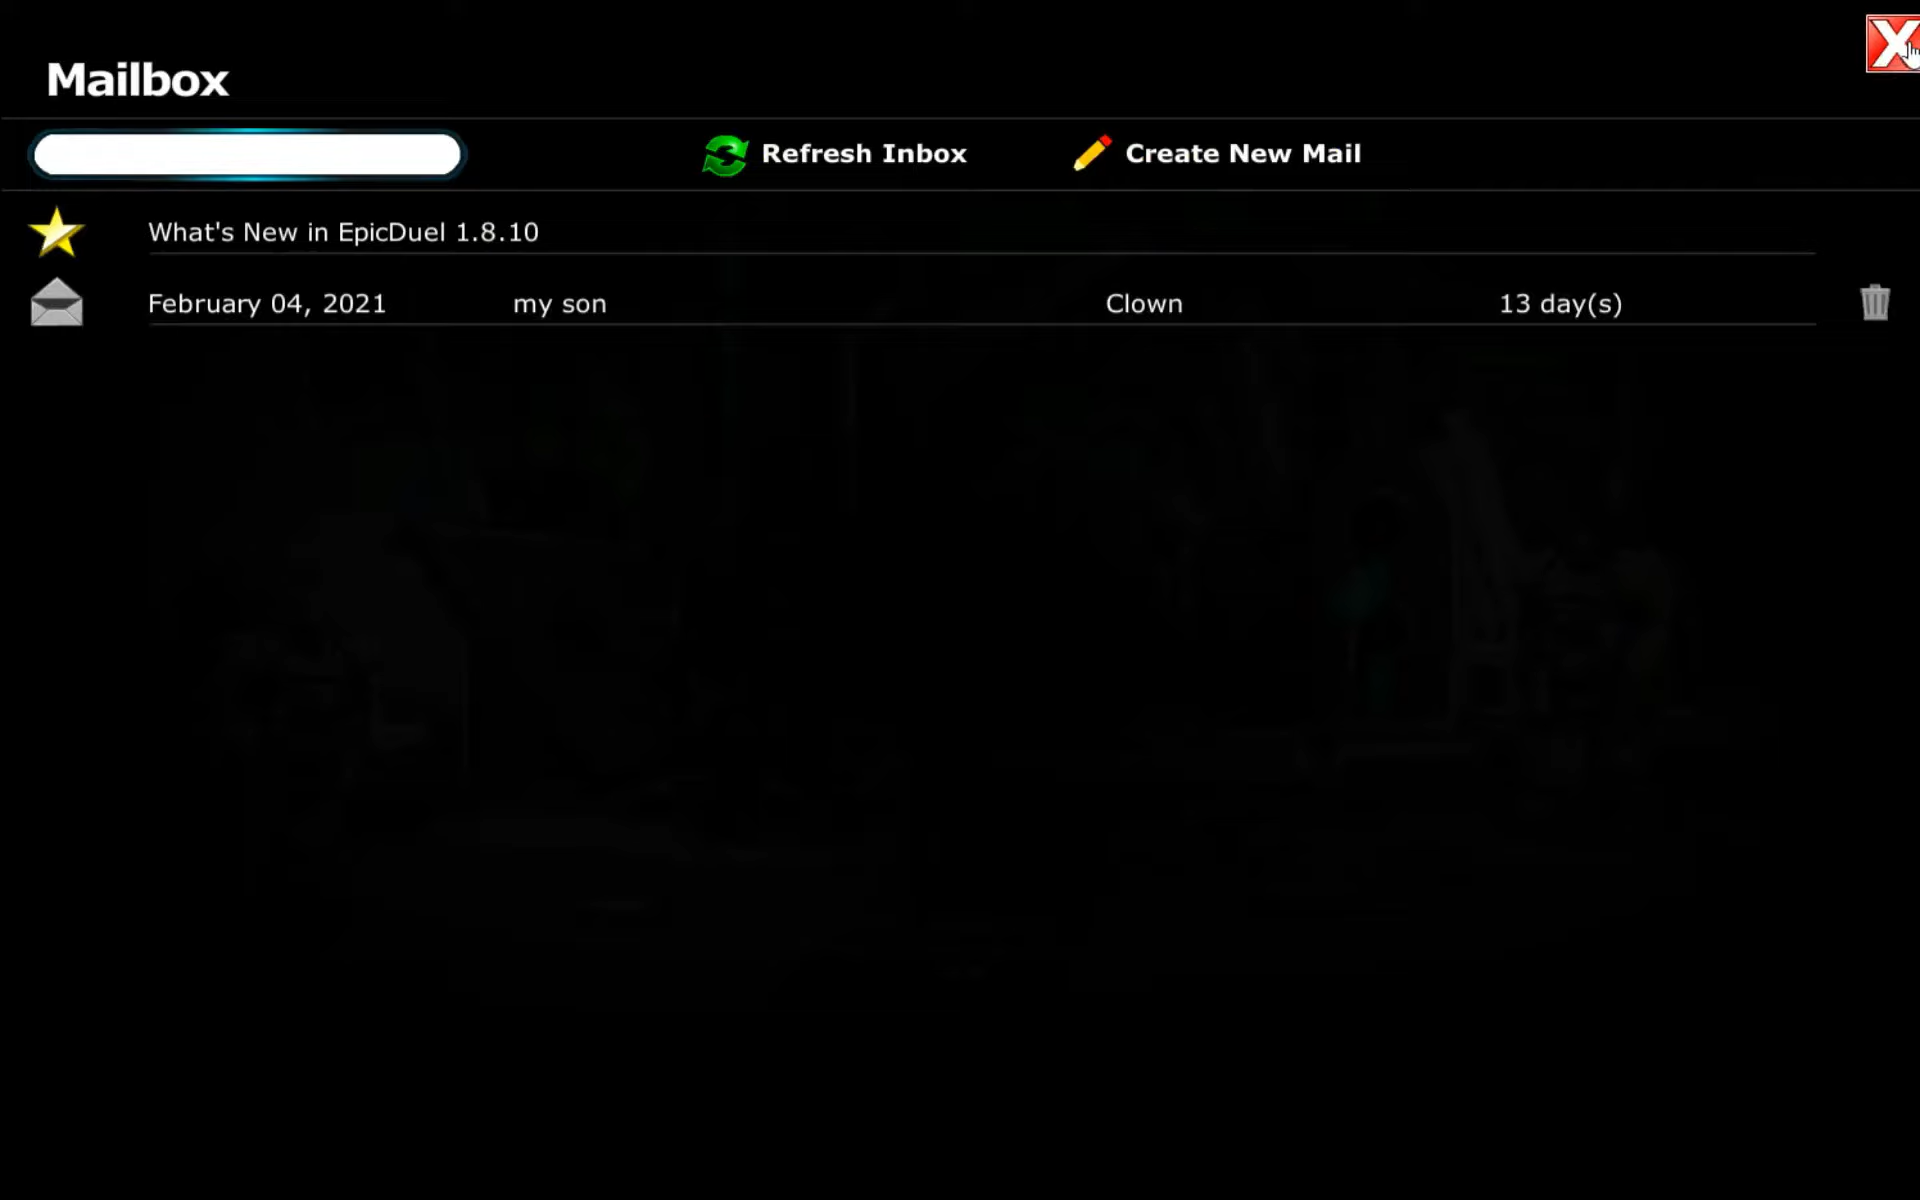 Mailbox
Refresh Inbox Create New Mail
What's New in EpicDuel 1.8.10
February 04, 2021 my son Clown 13 day(s)